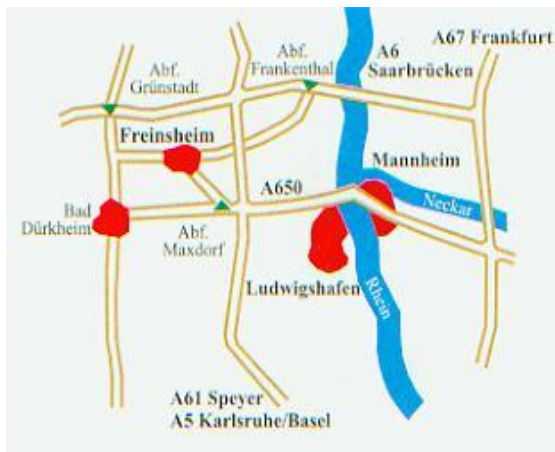 A67 Frankfurt
A6
Saarbrücken
Abf.
Frankenthal
Abf.
Grünstadt
Freinsheim
Mannheim
A650
Neckar
Bad
Dürkheim
Abf.
Maxdorf
Ludwigshafen
Rhein
A61 Speyer
A5 Karlsruhe/Basel